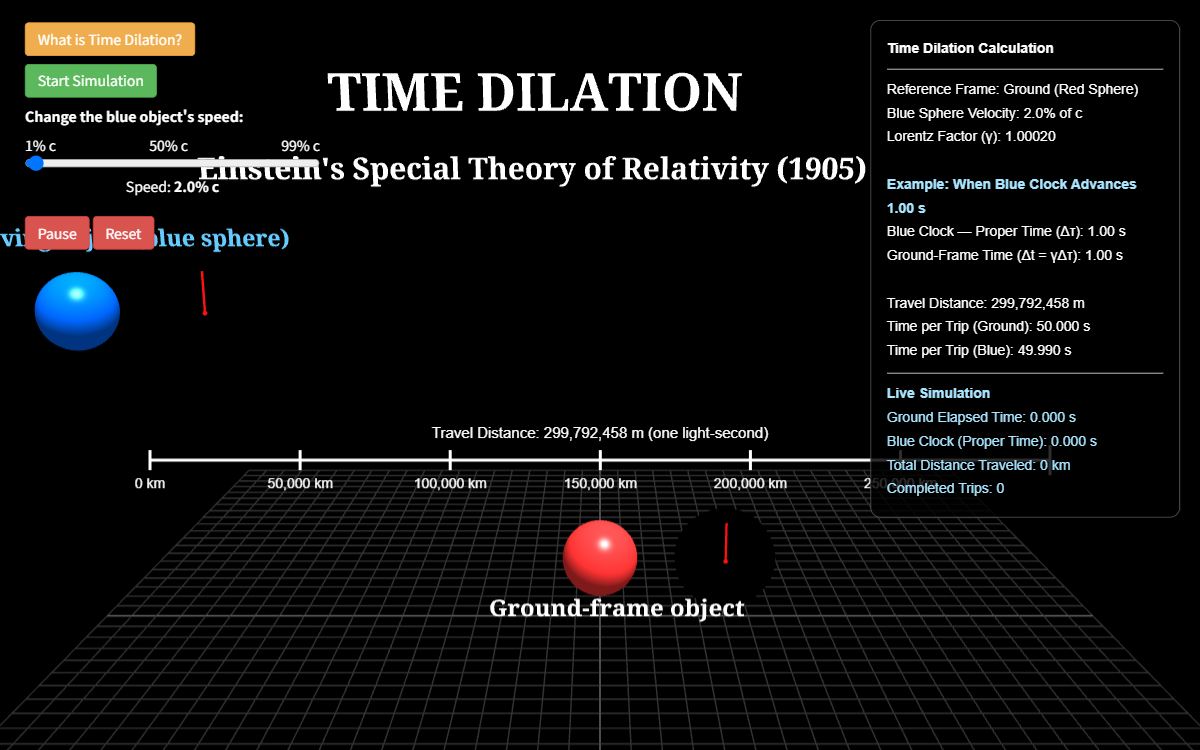 What is Time Dilation?
Start Simulation
Change the blue object's speed:
1% c 50% c 99% c
Speed: 2.0% c
Pause Reset
TIME DILATION
Einstein's Special Theory of Relativity (1905)
blue sphere)
Time Dilation Calculation
Reference Frame: Ground (Red Sphere)
Blue Sphere Velocity: 2.0% of c
Lorentz Factor (γ): 1.00020
Example: When Blue Clock Advances
1.00 s
Blue Clock — Proper Time (Δτ): 1.00 s
Ground-Frame Time (Δt = γΔτ): 1.00 s
Travel Distance: 299,792,458 m
Time per Trip (Ground): 50.000 s
Time per Trip (Blue): 49.990 s
Live Simulation
Ground Elapsed Time: 0.000 s
Blue Clock (Proper Time): 0.000 s
Total Distance Traveled: 0 km
Completed Trips: 0
Travel Distance: 299,792,458 m (one light-second)
0 km 50,000 km 100,000 km 150,000 km 200,000 km 250,000 km
Ground-frame object